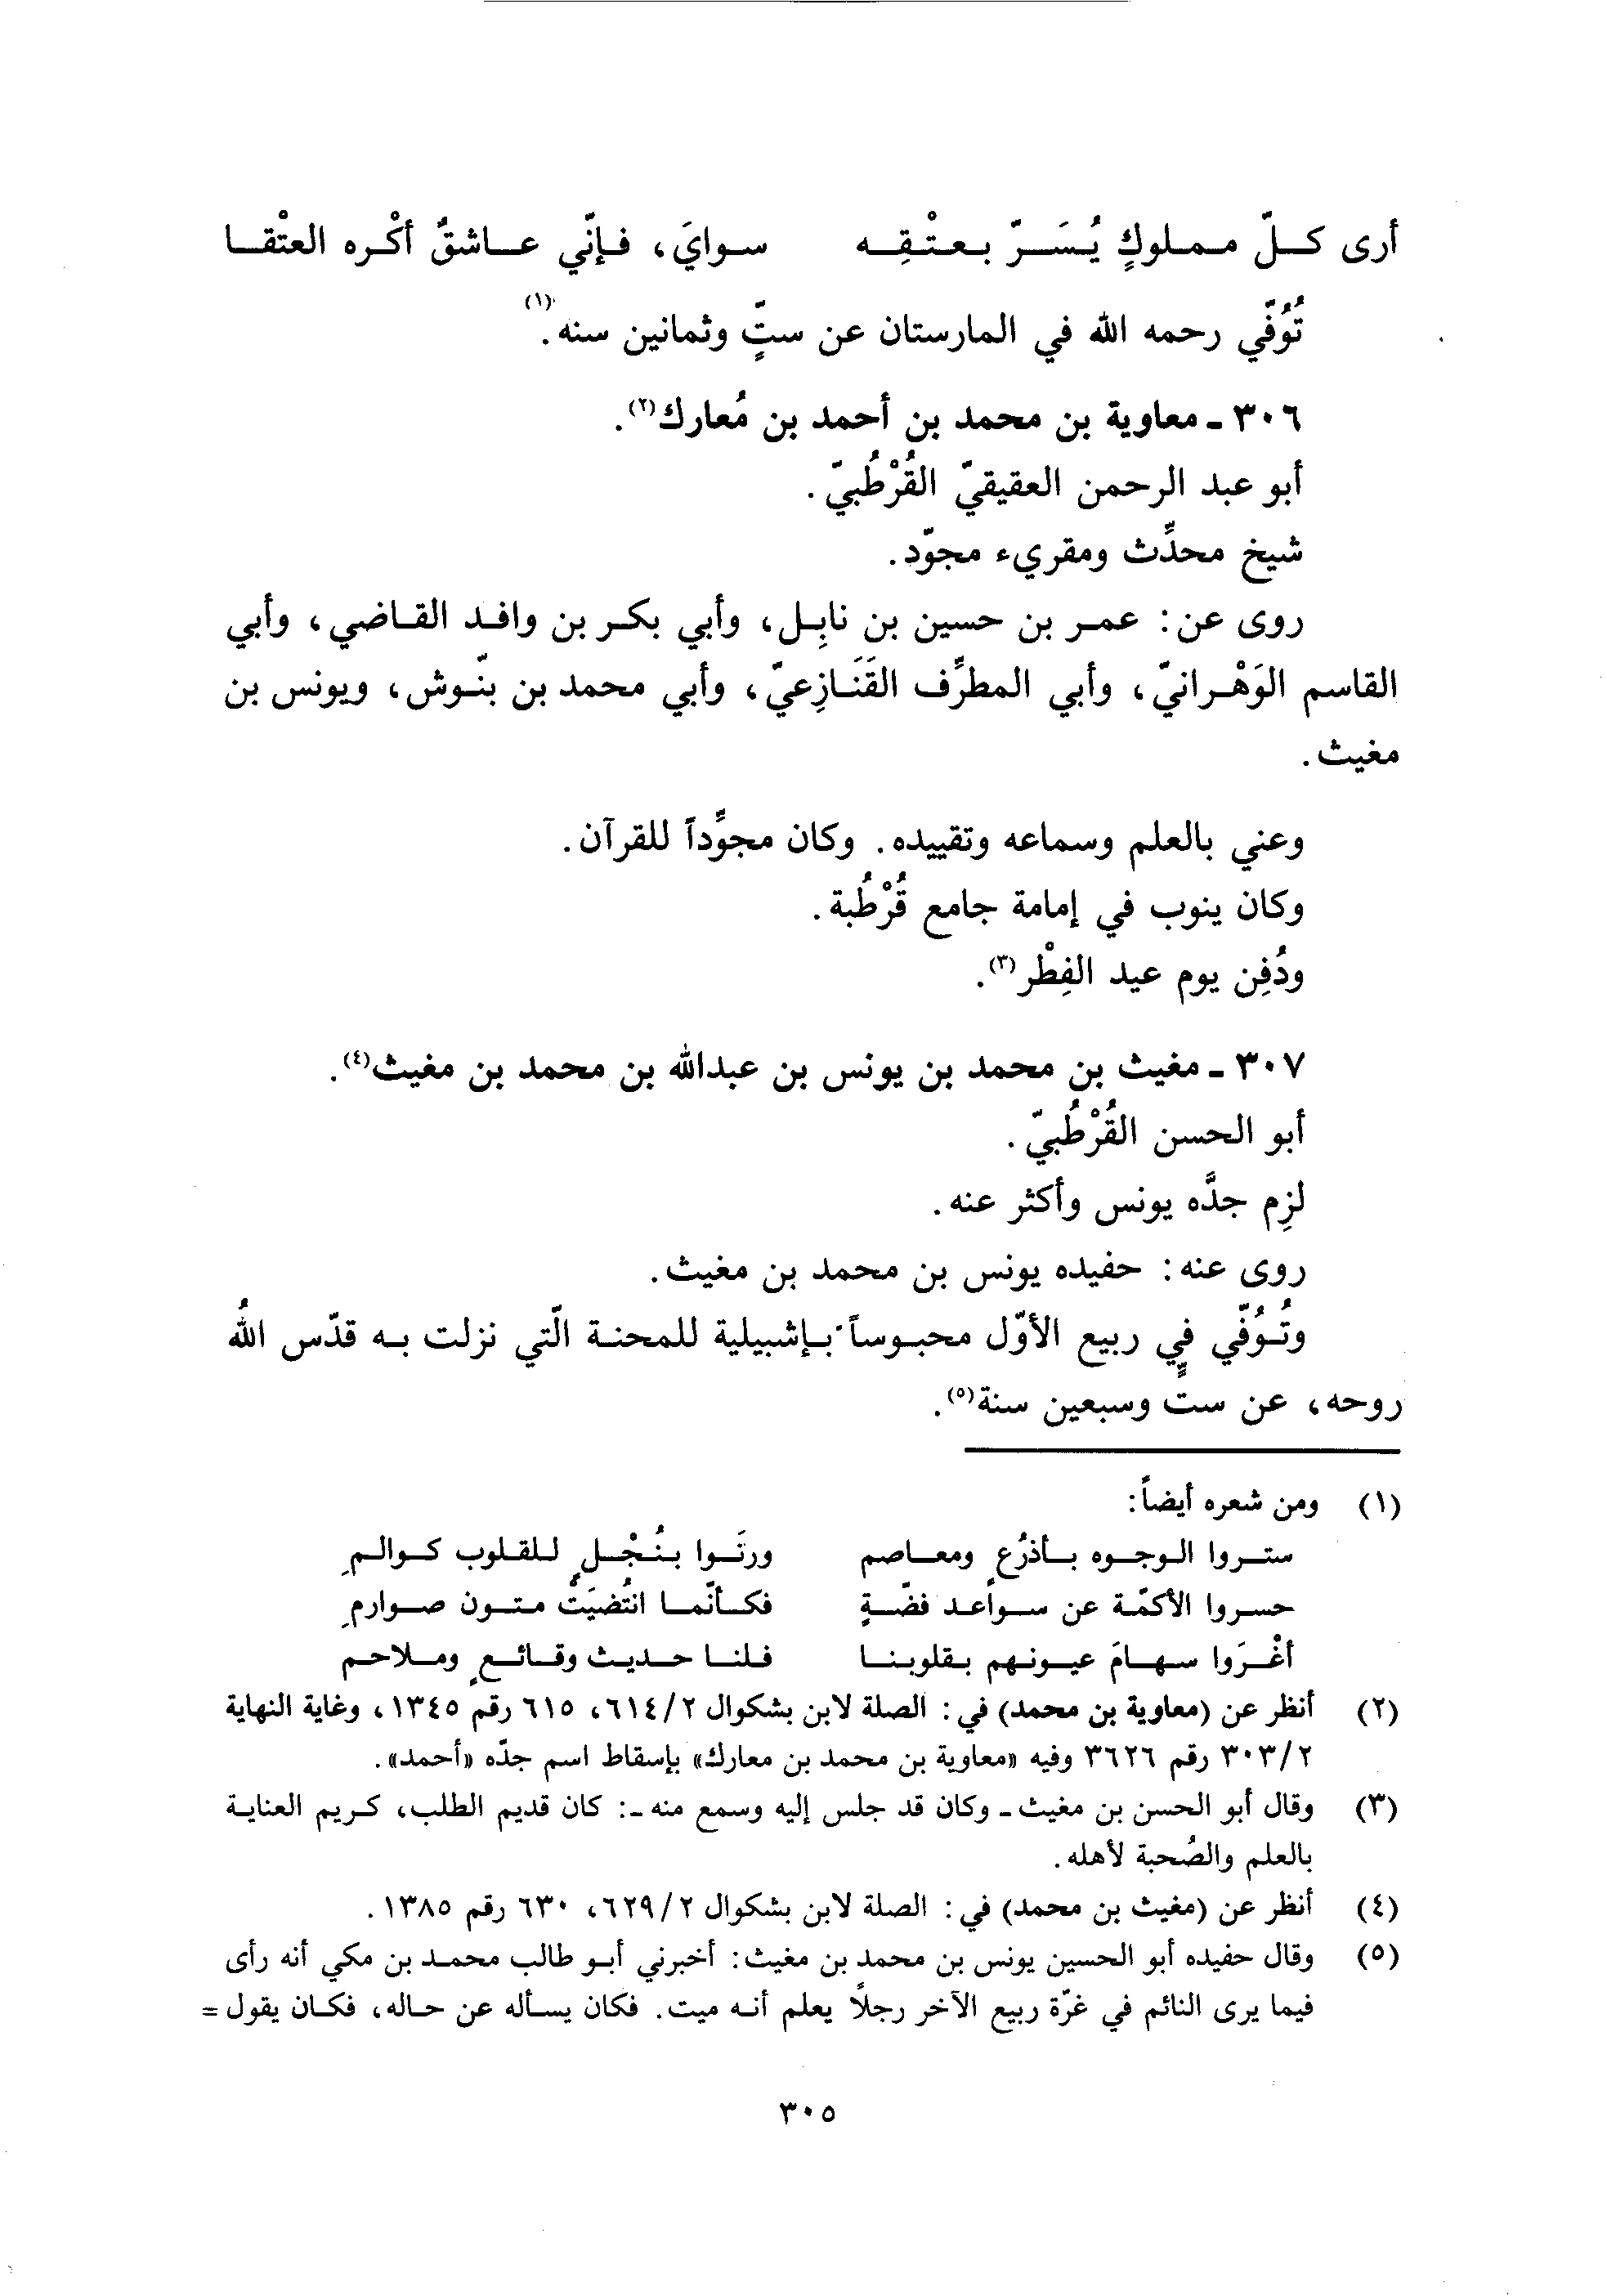 أرى كلّ مملوكٍ يُسَرّ بعتْقِه سوايَ، فإنّي عاشقٌ أكْره العتْقا
تُوُفّي رحمه الله في المارستان عن ستٍّ وثمانين سنه(١).
٣٠٦ - معاوية بن محمد بن أحمد بن مُعارك(٢).
أبو عبد الرحمن العقيقيّ القُرْطُبيّ.
شيخ محدِّث ومقريء مجوّد.
روى عن: عمر بن حسين بن نابِل، وأبي بكر بن وافد القاضي، وأبي
القاسم الوَهْرانيّ، وأبي المطرِّف القَنَازِعيّ، وأبي محمد بن بنّوش، ويونس بن
مغيث.
وعني بالعلم وسماعه وتقييده. وكان مجوِّداً للقرآن.
وكان ينوب في إمامة جامع قُرْطُبة.
ودُفِن يوم عيد الفِطْر(٣).
٣٠٧ - مغيث بن محمد بن يونس بن عبدالله بن محمد بن مغيث(٤).
أبو الحسن القُرْطُبيّ.
لزِم جدَّه يونس وأكثر عنه.
روى عنه: حفيده يونس بن محمد بن مغيث.
وتُوُفّي في ربيع الأوّل محبوساً بإشبيلية للمحنة الّتي نزلت به قدّس اللهُ
روحه، عن ستٍّ وسبعين سنة(٥).
(١) ومن شعره أيضاً:
ستروا الوجوه بأذرُعٍ ومعاصم ورنَوا بنُجْلٍ للقلوب كوالمِ
حسروا الأكمّة عن سواعد فضّةٍ فكأنّما انتُضيَتْ متون صوارمِ
أغْرَوا سهامَ عيونهم بقلوبنا فلنا حديث وقائعٍ وملاحم
(٢) أنظر عن (معاوية بن محمد) في: الصلة لابن بشكوال ٦١٤/٢، ٦١٥ رقم ١٣٤٥، وغاية النهاية
٣٠٣/٢ رقم ٣٦٢٦ وفيه «معاوية بن محمد بن معارك» بإسقاط اسم جدّه «أحمد».
(٣) وقال أبو الحسن بن مغيث - وكان قد جلس إليه وسمع منه -: كان قديم الطلب، كريم العناية
بالعلم والصُحبة لأهله.
(٤) أنظر عن (مغيث بن محمد) في: الصلة لابن بشكوال ٦٢٩/٢، ٦٣٠ رقم ١٣٨٥.
(٥) وقال حفيده أبو الحسين يونس بن محمد بن مغيث: أخبرني أبو طالب محمد بن مكي أنه رأى
فيما يرى النائم في غرّة ربيع الآخر رجلًا يعلم أنه ميت. فكان يسأله عن حاله، فكان يقول =
٣٠٥